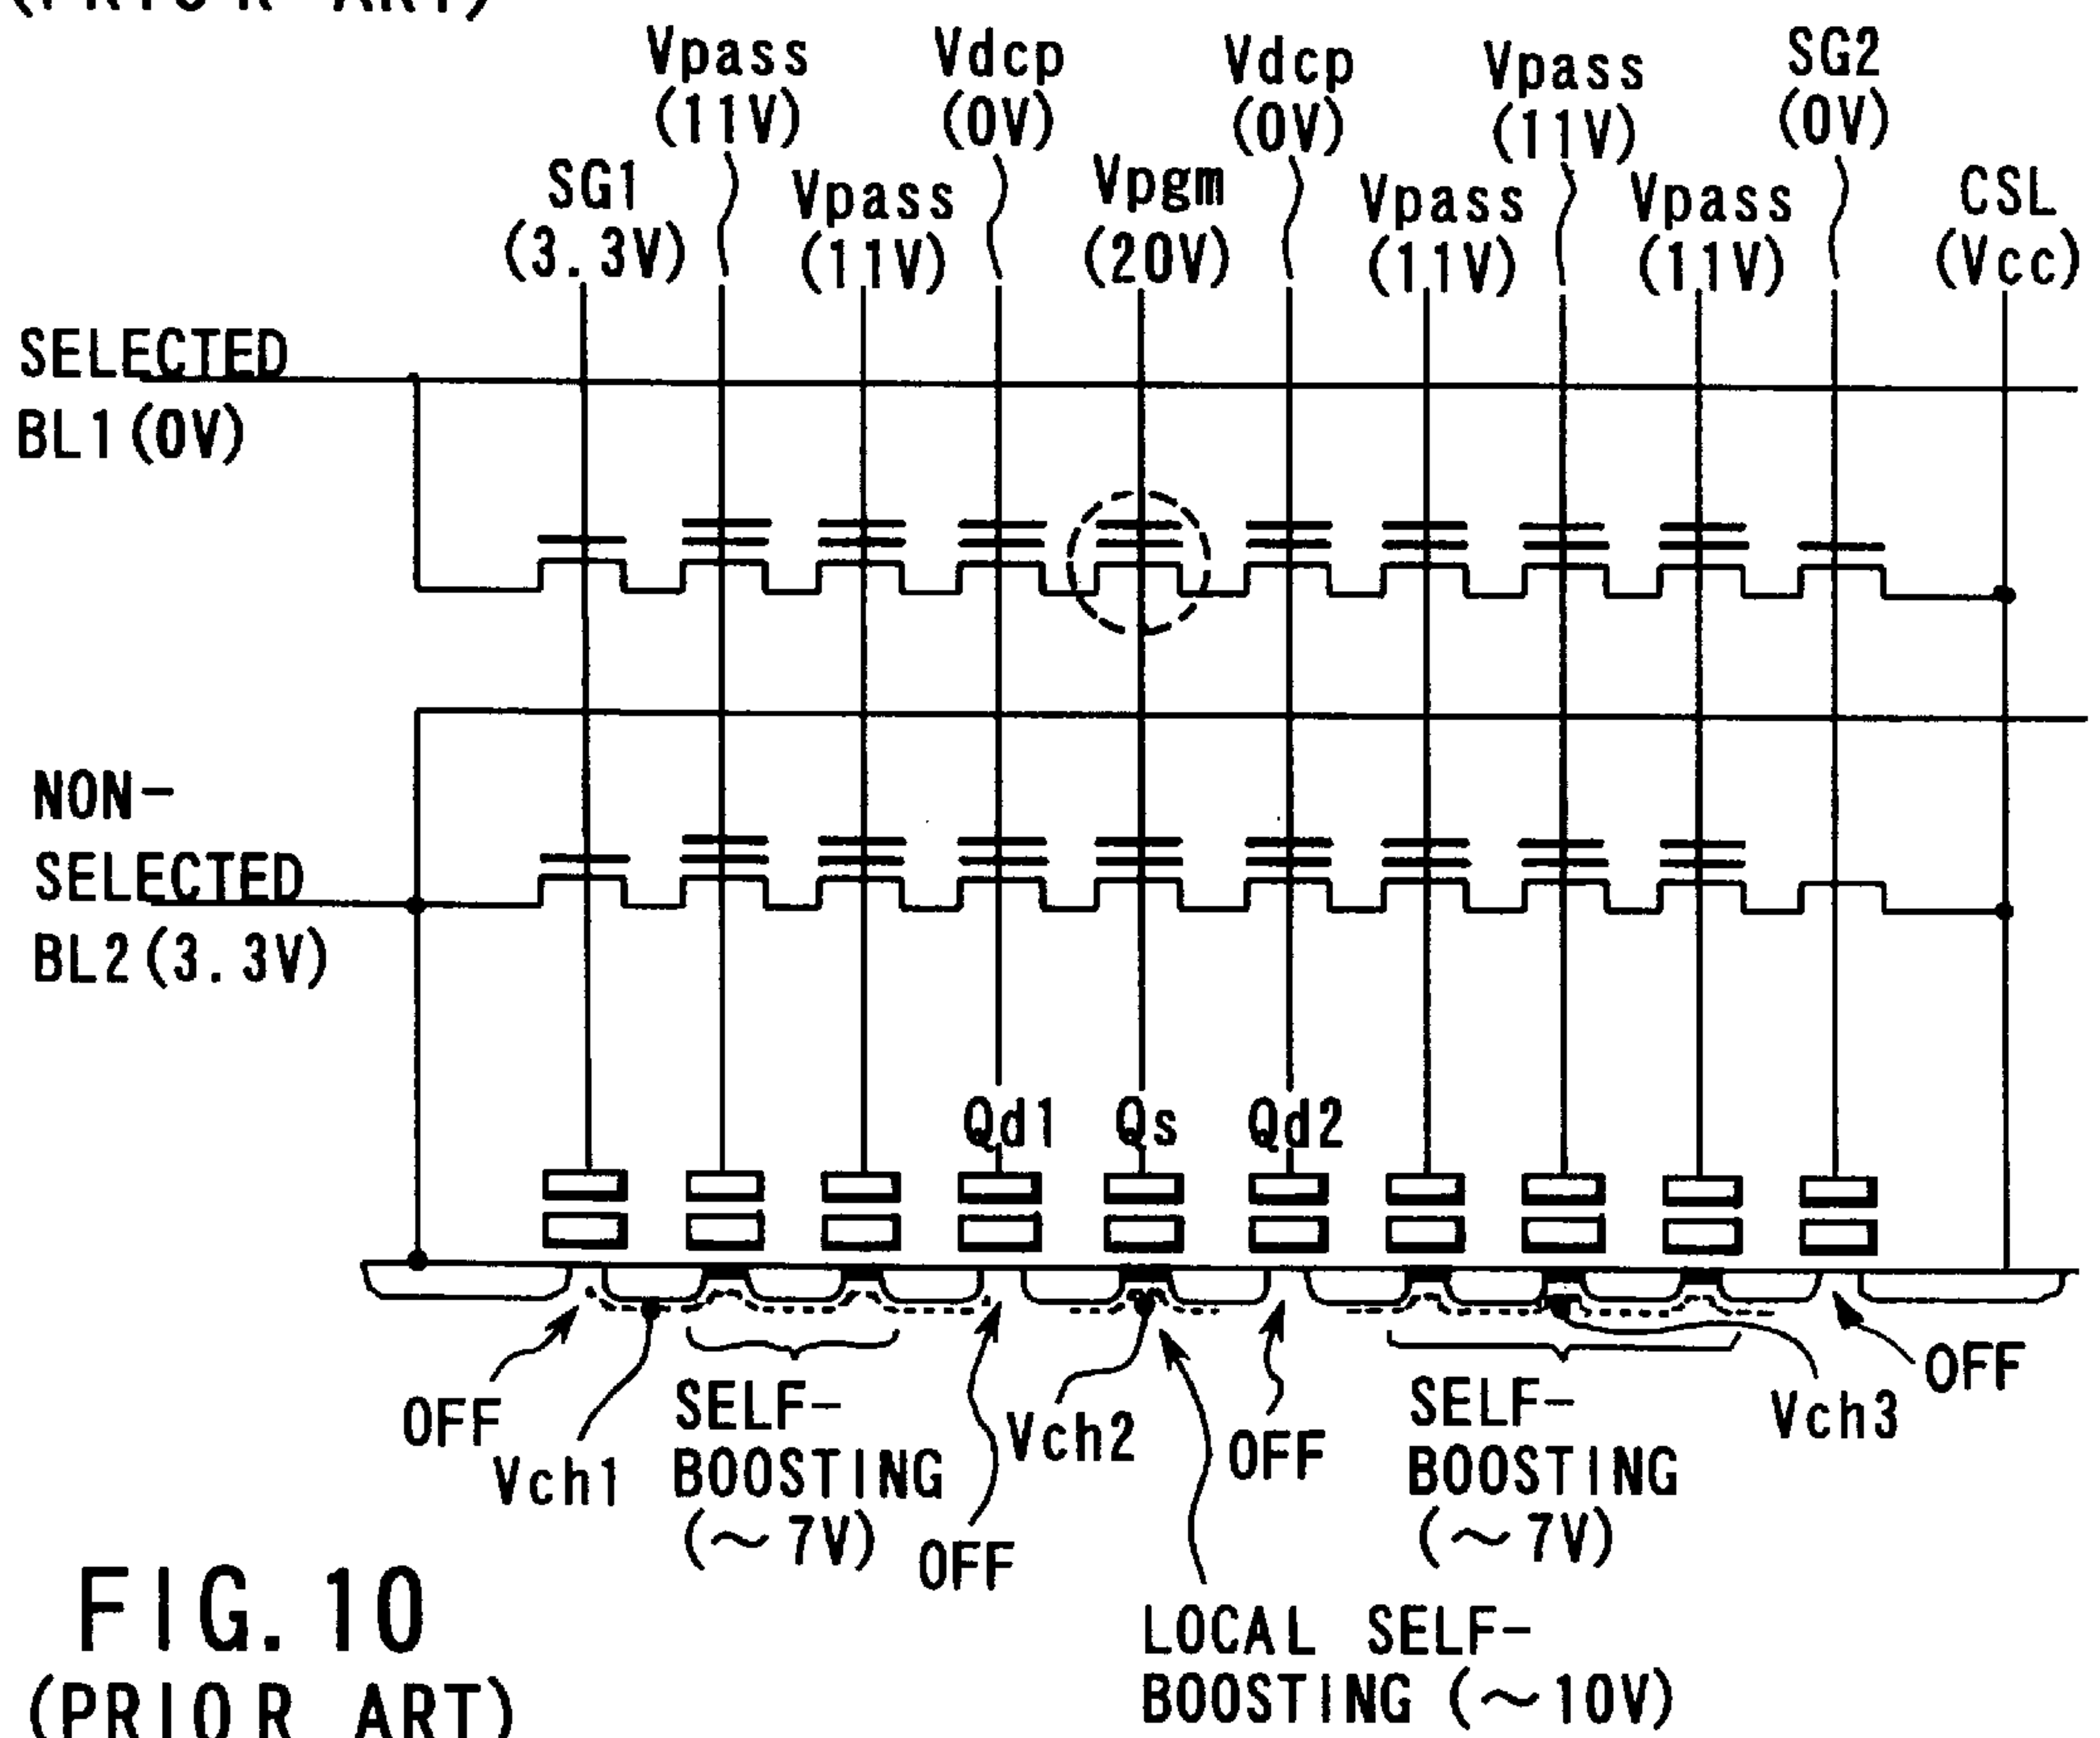 (PRIOR ART)
Vpass
(11V)
Vdcp
(0V)
Vdcp
(0V)
Vpass
(11V)
SG2
(0V)
SG1
(3.3V)
Vpass
(11V)
Vpgm
(20V)
Vpass
(11V)
Vpass
(11V)
CSL
(Vcc)
SELECTED
BL1(0V)
NON-
SELECTED
BL2(3.3V)
Qd1
Qs
Qd2
OFF
Vch1
SELF-
BOOSTING
(~7V)
OFF
Vch2
OFF
SELF-
BOOSTING
(~7V)
Vch3
OFF
LOCAL SELF-
BOOSTING (~10V)
FIG. 10
(PRIOR ART)